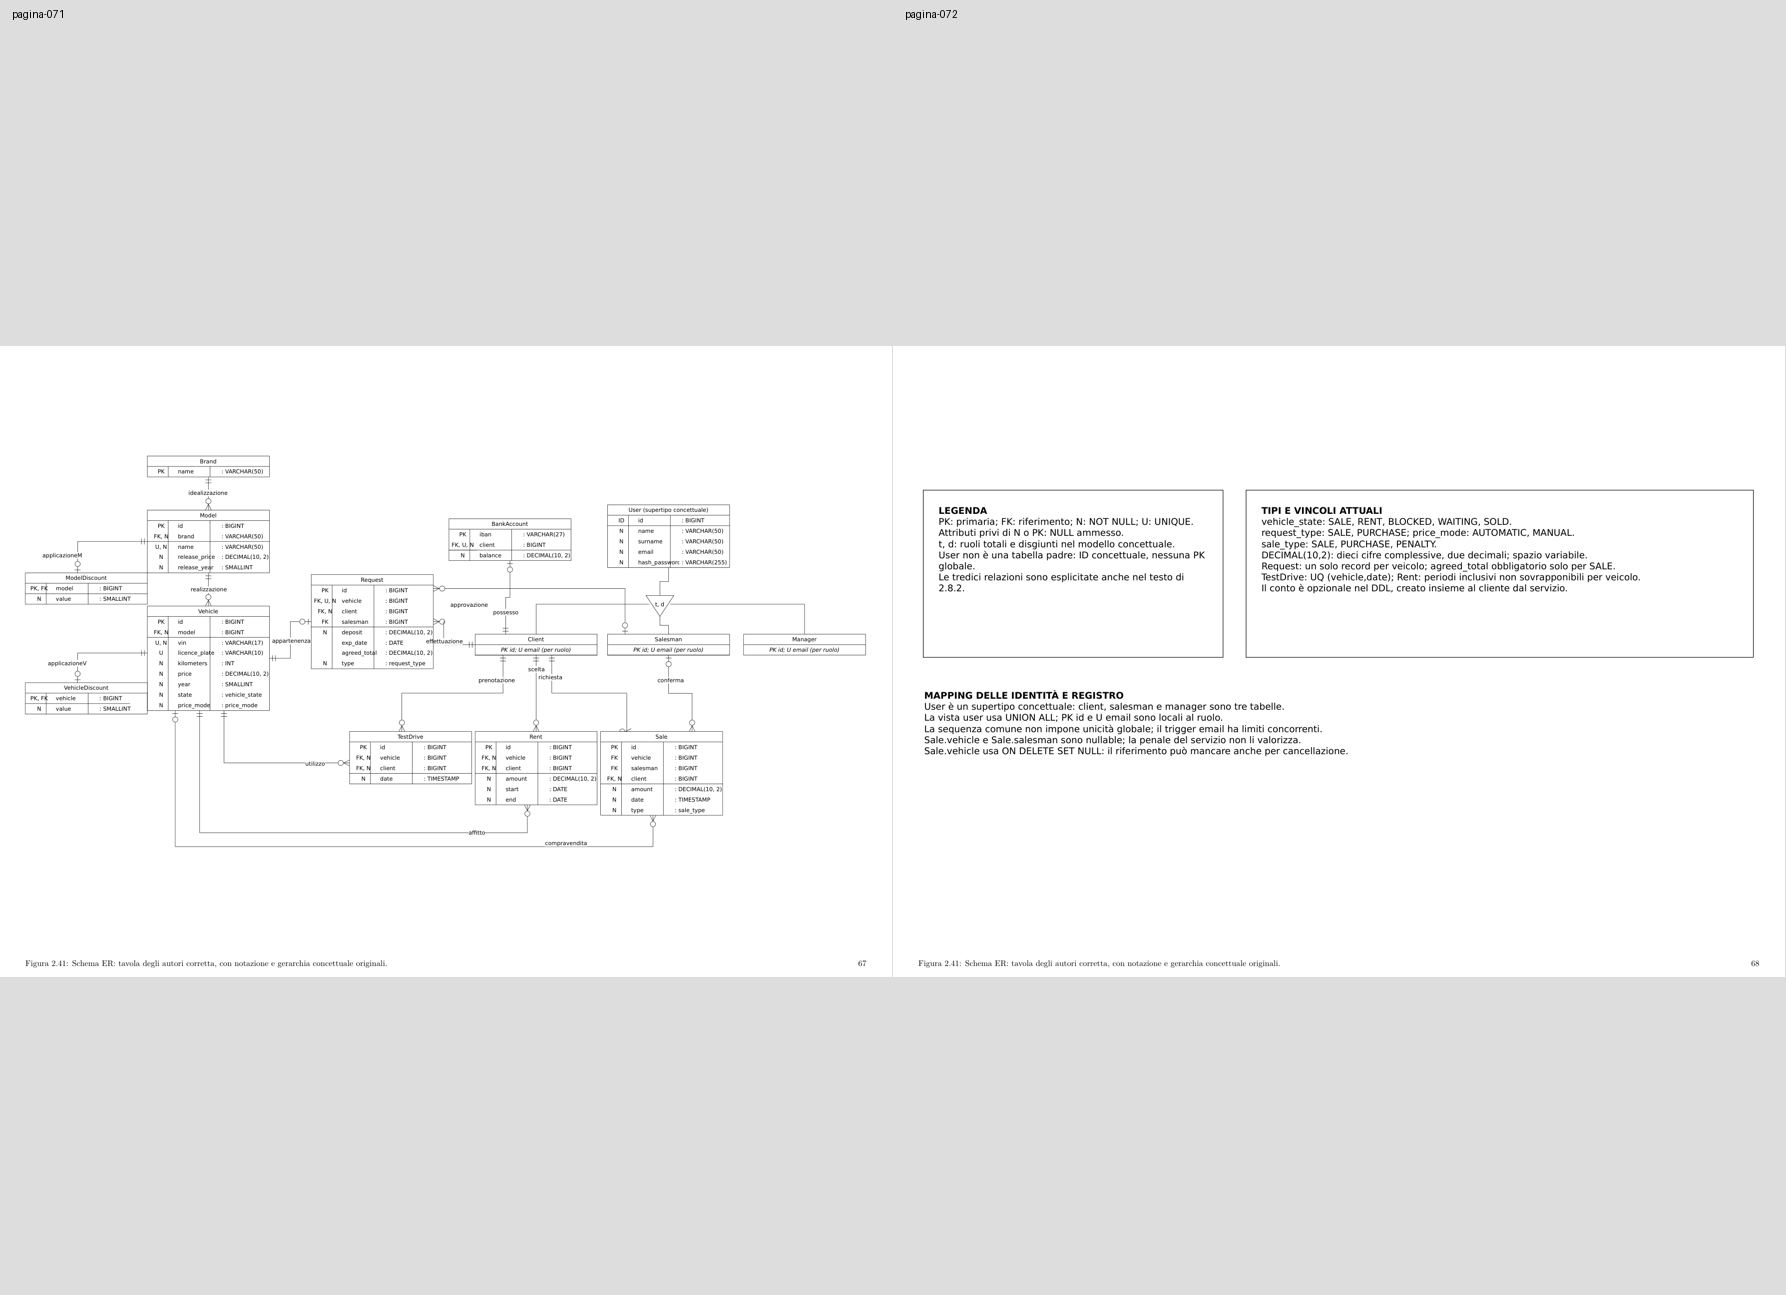 pagina-071
Brand
PK name : VARCHAR(50)
idealizzazione
Model
PK id : BIGINT
FK, N brand : VARCHAR(50)
U, N name : VARCHAR(50)
N release_price : DECIMAL(10, 2)
N release_year : SMALLINT
applicazioneM
ModelDiscount
PK, FK model : BIGINT
N value : SMALLINT
realizzazione
Vehicle
PK id : BIGINT
FK, N model : BIGINT
U, N vin : VARCHAR(17)
U licence_plate : VARCHAR(10)
N kilometers : INT
N price : DECIMAL(10, 2)
N year : SMALLINT
N state : vehicle_state
N price_mode : price_mode
applicazioneV
VehicleDiscount
PK, FK vehicle : BIGINT
N value : SMALLINT
appartenenza
Request
PK id : BIGINT
FK, U, N vehicle : BIGINT
FK, N client : BIGINT
FK salesman : BIGINT
N deposit : DECIMAL(10, 2)
exp_date : DATE
agreed_total : DECIMAL(10, 2)
N type : request_type
BankAccount
PK iban : VARCHAR(27)
FK, U, N client : BIGINT
N balance : DECIMAL(10, 2)
User (supertipo concettuale)
ID id : BIGINT
N name : VARCHAR(50)
N surname : VARCHAR(50)
N email : VARCHAR(50)
N hash_password : VARCHAR(255)
t, d
approvazione
possesso
effettuazione
Client
PK id; U email (per ruolo)
Salesman
PK id; U email (per ruolo)
Manager
PK id; U email (per ruolo)
prenotazione
scelta
richiesta
conferma
TestDrive
PK id : BIGINT
FK, N vehicle : BIGINT
FK, N client : BIGINT
N date : TIMESTAMP
Rent
PK id : BIGINT
FK, N vehicle : BIGINT
FK, N client : BIGINT
N amount : DECIMAL(10, 2)
N start : DATE
N end : DATE
Sale
PK id : BIGINT
FK vehicle : BIGINT
FK salesman : BIGINT
FK, N client : BIGINT
N amount : DECIMAL(10, 2)
N date : TIMESTAMP
N type : sale_type
utilizzo
affitto
compravendita
Figura 2.41: Schema ER: tavola degli autori corretta, con notazione e gerarchia concettuale originali.
67
pagina-072
LEGENDA
PK: primaria; FK: riferimento; N: NOT NULL; U: UNIQUE.
Attributi privi di N o PK: NULL ammesso.
t, d: ruoli totali e disgiunti nel modello concettuale.
User non è una tabella padre: ID concettuale, nessuna PK
globale.
Le tredici relazioni sono esplicitate anche nel testo di
2.8.2.
TIPI E VINCOLI ATTUALI
vehicle_state: SALE, RENT, BLOCKED, WAITING, SOLD.
request_type: SALE, PURCHASE; price_mode: AUTOMATIC, MANUAL.
sale_type: SALE, PURCHASE, PENALTY.
DECIMAL(10,2): dieci cifre complessive, due decimali; spazio variabile.
Request: un solo record per veicolo; agreed_total obbligatorio solo per SALE.
TestDrive: UQ (vehicle,date); Rent: periodi inclusivi non sovrapponibili per veicolo.
Il conto è opzionale nel DDL, creato insieme al cliente dal servizio.
MAPPING DELLE IDENTITÀ E REGISTRO
User è un supertipo concettuale: client, salesman e manager sono tre tabelle.
La vista user usa UNION ALL; PK id e U email sono locali al ruolo.
La sequenza comune non impone unicità globale; il trigger email ha limiti concorrenti.
Sale.vehicle e Sale.salesman sono nullable; la penale del servizio non li valorizza.
Sale.vehicle usa ON DELETE SET NULL: il riferimento può mancare anche per cancellazione.
Figura 2.41: Schema ER: tavola degli autori corretta, con notazione e gerarchia concettuale originali.
68